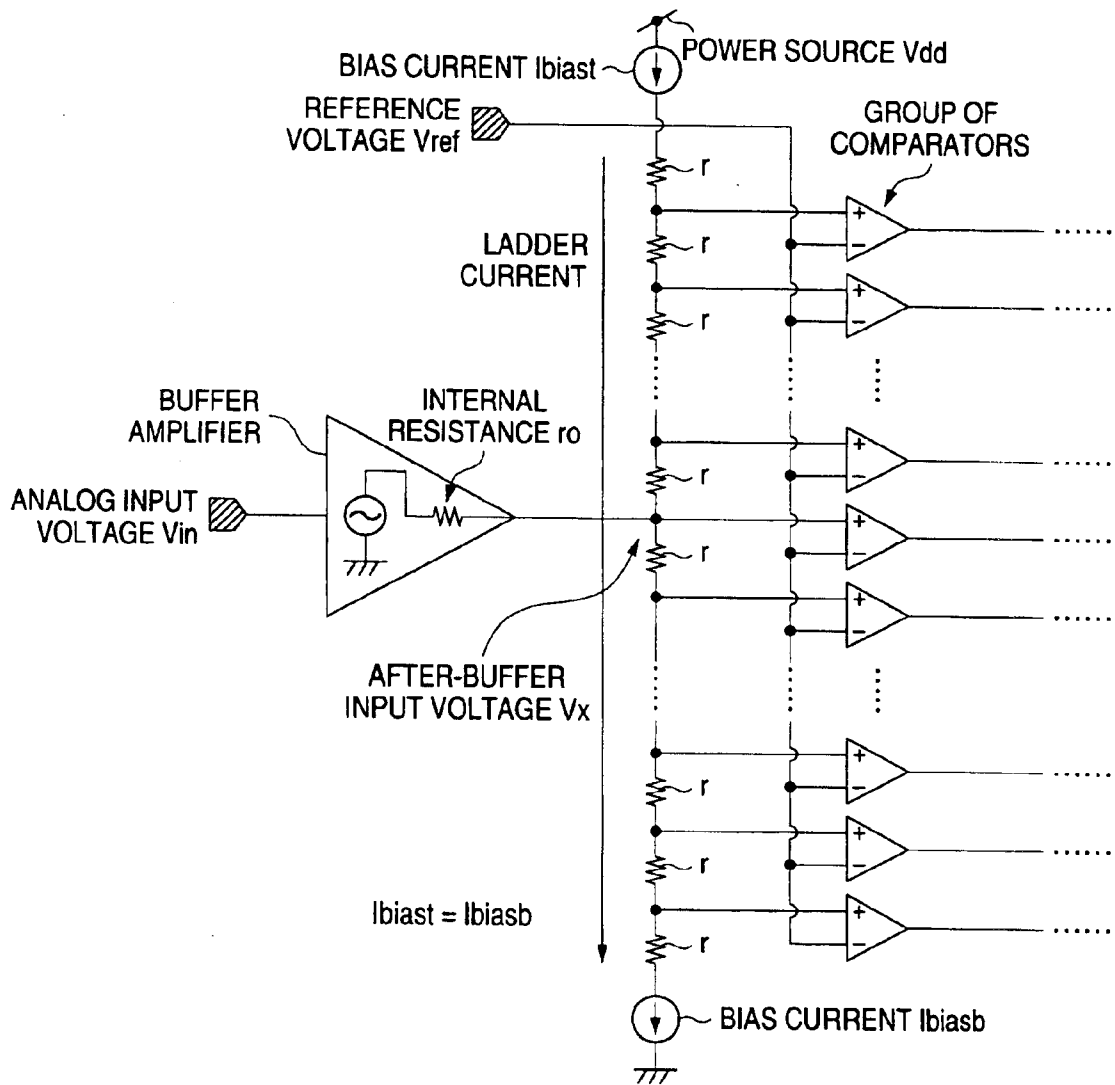 POWER SOURCE Vdd
BIAS CURRENT Ibiast
REFERENCE
VOLTAGE Vref
GROUP OF
COMPARATORS
r
+
−
LADDER
CURRENT
r
+
−
r
BUFFER
AMPLIFIER
INTERNAL
RESISTANCE ro
+
−
r
ANALOG INPUT
VOLTAGE Vin
+
−
r
+
−
AFTER-BUFFER
INPUT VOLTAGE Vx
+
−
r
+
−
r
Ibiast = Ibiasb
+
−
r
BIAS CURRENT Ibiasb